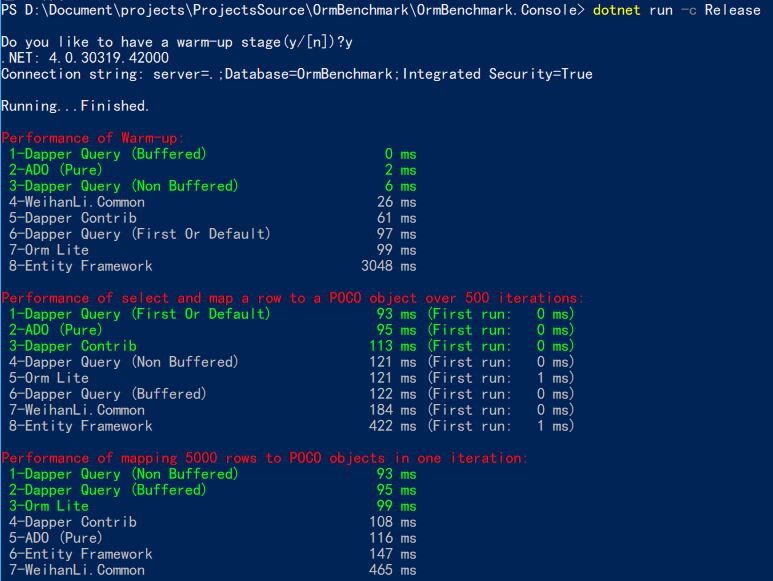 PS D:\Document\projects\ProjectsSource\OrmBenchmark\OrmBenchmark.Console> dotnet run -c Release
Do you like to have a warm-up stage(y/[n])?y
.NET: 4.0.30319.42000
Connection string: server=.;Database=OrmBenchmark;Integrated Security=True
Running...Finished.
Performance of Warm-up:
1-Dapper Query (Buffered) 0 ms
2-ADO (Pure) 2 ms
3-Dapper Query (Non Buffered) 6 ms
4-WeihanLi.Common 26 ms
5-Dapper Contrib 61 ms
6-Dapper Query (First Or Default) 97 ms
7-Orm Lite 99 ms
8-Entity Framework 3048 ms
Performance of select and map a row to a POCO object over 500 iterations:
1-Dapper Query (First Or Default) 93 ms (First run: 0 ms)
2-ADO (Pure) 95 ms (First run: 0 ms)
3-Dapper Contrib 113 ms (First run: 0 ms)
4-Dapper Query (Non Buffered) 121 ms (First run: 0 ms)
5-Orm Lite 121 ms (First run: 1 ms)
6-Dapper Query (Buffered) 122 ms (First run: 0 ms)
7-WeihanLi.Common 184 ms (First run: 0 ms)
8-Entity Framework 422 ms (First run: 1 ms)
Performance of mapping 5000 rows to POCO objects in one iteration:
1-Dapper Query (Non Buffered) 93 ms
2-Dapper Query (Buffered) 95 ms
3-Orm Lite 99 ms
4-Dapper Contrib 108 ms
5-ADO (Pure) 116 ms
6-Entity Framework 147 ms
7-WeihanLi.Common 465 ms